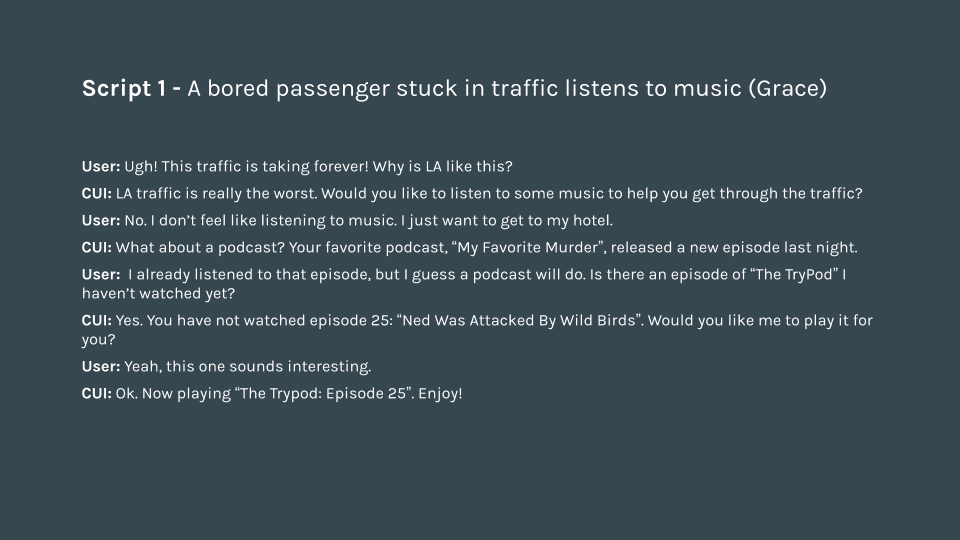 Script 1 - A bored passenger stuck in traffic listens to music (Grace)
User: Ugh! This traffic is taking forever! Why is LA like this?
CUI: LA traffic is really the worst. Would you like to listen to some music to help you get through the traffic?
User: No. I don’t feel like listening to music. I just want to get to my hotel.
CUI: What about a podcast? Your favorite podcast, “My Favorite Murder”, released a new episode last night.
User:  I already listened to that episode, but I guess a podcast will do. Is there an episode of “The TryPod” I
haven’t watched yet?
CUI: Yes. You have not watched episode 25: “Ned Was Attacked By Wild Birds”. Would you like me to play it for
you?
User: Yeah, this one sounds interesting.
CUI: Ok. Now playing “The Trypod: Episode 25”. Enjoy!